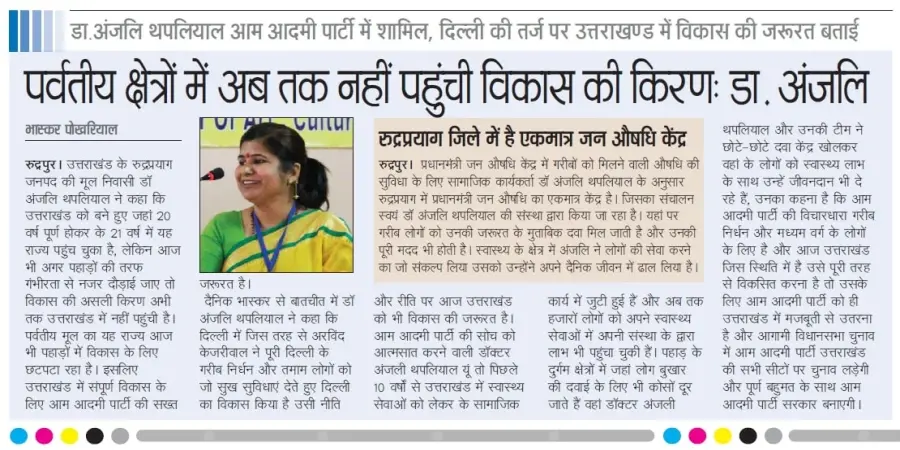 डा.अंजलि थपलियाल आम आदमी पार्टी में शामिल, दिल्ली की तर्ज पर उत्तराखण्ड में विकास की जरूरत बताई
पर्वतीय क्षेत्रों में अब तक नहीं पहुंची विकास की किरणः डा. अंजलि
भास्कर पोखरियाल
रुद्रपुर। उत्तराखंड के रुद्रप्रयाग
जनपद की मूल निवासी डॉ
अंजलि थपलियाल ने कहा कि
उत्तराखंड को बने हुए जहां 20
वर्ष पूर्ण होकर के 21 वर्ष में यह
राज्य पहुंच चुका है, लेकिन आज
भी अगर पहाड़ों की तरफ
गंभीरता से नजर दौड़ाई जाए तो
विकास की असली किरण अभी
तक उत्तराखंड में नहीं पहुंची है।
पर्वतीय मूल का यह राज्य आज
भी पहाड़ों में विकास के लिए
छटपटा रहा है। इसलिए
उत्तराखंड में संपूर्ण विकास के
लिए आम आदमी पार्टी की सख्त
जरूरत है।
दैनिक भास्कर से बातचीत में डॉ
अंजलि थपलियाल ने कहा कि
दिल्ली में जिस तरह से अरविंद
केजरीवाल ने पूरी दिल्ली के
गरीब निर्धन और तमाम लोगों को
जो सुख सुविधाएं देते हुए दिल्ली
का विकास किया है उसी नीति
रुद्रप्रयाग जिले में है एकमात्र जन औषधि केंद्र
रुद्रपुर। प्रधानमंत्री जन औषधि केंद्र में गरीबों को मिलने वाली औषधि की
सुविधा के लिए सामाजिक कार्यकर्ता डॉ अंजलि थपलियाल के अनुसार
रुद्रप्रयाग में प्रधानमंत्री जन औषधि का एकमात्र केंद्र है। जिसका संचालन
स्वयं डॉ अंजलि थपलियाल की संस्था द्वारा किया जा रहा है। यहां पर
गरीब लोगों को उनकी जरूरत के मुताबिक दवा मिल जाती है और उनकी
पूरी मदद भी होती है। स्वास्थ्य के क्षेत्र में अंजलि ने लोगों की सेवा करने
का जो संकल्प लिया उसको उन्होंने अपने दैनिक जीवन में ढाल लिया है।
और रीति पर आज उत्तराखंड
को भी विकास की जरूरत है।
आम आदमी पार्टी की सोच को
आत्मसात करने वाली डॉक्टर
अंजली थपलियाल यूं तो पिछले
10 वर्षों से उत्तराखंड में स्वास्थ्य
सेवाओं को लेकर के सामाजिक
कार्य में जुटी हुई हैं और अब तक
हजारों लोगों को अपने स्वास्थ्य
सेवाओं में अपनी संस्था के द्वारा
लाभ भी पहुंचा चुकी हैं। पहाड़ के
दुर्गम क्षेत्रों में जहां लोग बुखार
की दवाई के लिए भी कोसों दूर
जाते हैं वहां डॉक्टर अंजली
थपलियाल और उनकी टीम ने
छोटे-छोटे दवा केंद्र खोलकर
वहां के लोगों को स्वास्थ्य लाभ
के साथ उन्हें जीवनदान भी दे
रहे हैं, उनका कहना है कि आम
आदमी पार्टी की विचारधारा गरीब
निर्धन और मध्यम वर्ग के लोगों
के लिए है और आज उत्तराखंड
जिस स्थिति में है उसे पूरी तरह
से विकसित करना है तो उसके
लिए आम आदमी पार्टी को ही
उत्तराखंड में मजबूती से उतरना
है और आगामी विधानसभा चुनाव
में आम आदमी पार्टी उत्तराखंड
की सभी सीटों पर चुनाव लड़ेगी
और पूर्ण बहुमत के साथ आम
आदमी पार्टी सरकार बनाएगी।